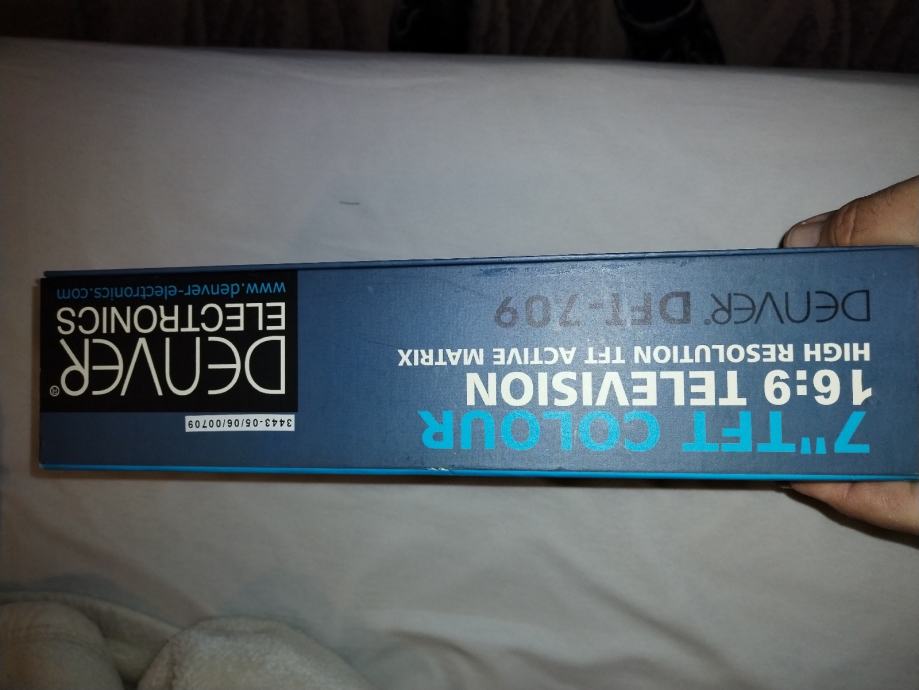 7" TFT COLOUR
16:9 TELEVISION
HIGH RESOLUTION TFT ACTIVE MATRIX
DENVER® DFT-709
3443-05/06/00709
DENVER®
ELECTRONICS
www.denver-electronics.com